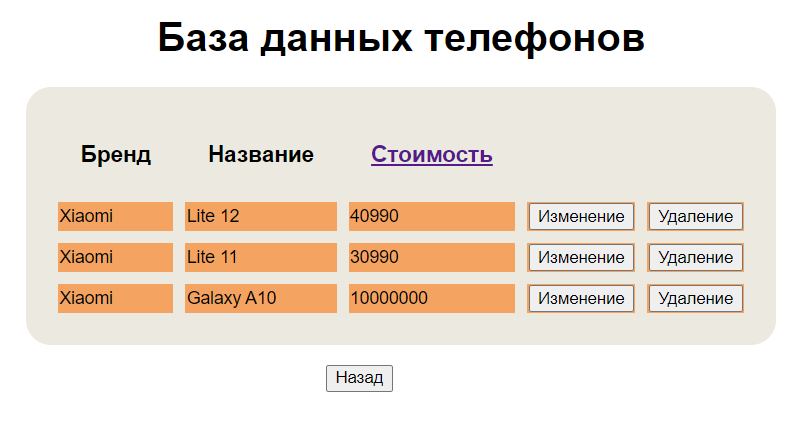 База данных телефонов
Бренд Название Стоимость
Xiaomi Lite 12 40990 Изменение Удаление
Xiaomi Lite 11 30990 Изменение Удаление
Xiaomi Galaxy A10 10000000 Изменение Удаление
Назад